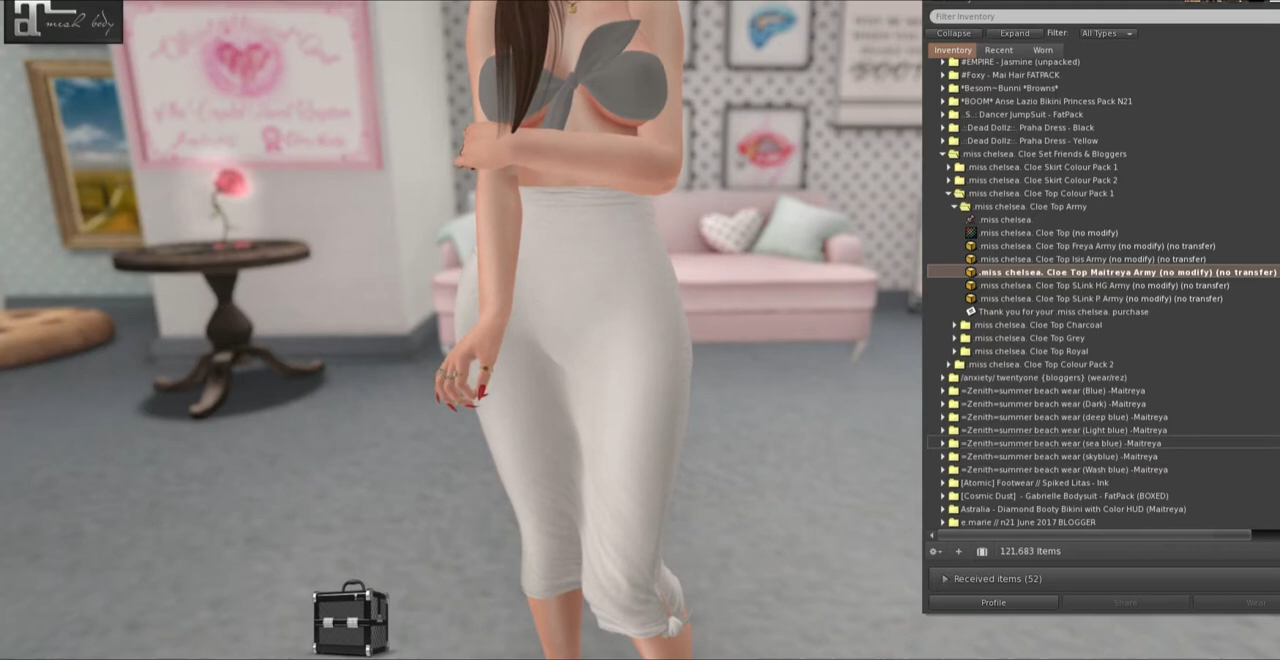 mesh body
Filter Inventory
Collapse Expand Filter: All Types
Inventory Recent Worn
#EMPIRE - Jasmine (unpacked)
#Foxy - Mai Hair FATPACK
*Besom~Bunni *Browns*
*BOOM* Anse Lazio Bikini Princess Pack N21
..S..: Dancer JumpSuit - FatPack
.::Dead Dollz::. Praha Dress - Black
.::Dead Dollz::. Praha Dress - Yellow
.miss chelsea. Cloe Set Friends & Bloggers
.miss chelsea. Cloe Skirt Colour Pack 1
.miss chelsea. Cloe Skirt Colour Pack 2
.miss chelsea. Cloe Top Colour Pack 1
.miss chelsea. Cloe Top Army
.miss chelsea.
.miss chelsea. Cloe Top (no modify)
.miss chelsea. Cloe Top Freya Army (no modify) (no transfer)
.miss chelsea. Cloe Top Isis Army (no modify) (no transfer)
.miss chelsea. Cloe Top Maitreya Army (no modify) (no transfer)
.miss chelsea. Cloe Top SLink HG Army (no modify) (no transfer)
.miss chelsea. Cloe Top SLink P. Army (no modify) (no transfer)
Thank you for your .miss chelsea. purchase
.miss chelsea. Cloe Top Charcoal
.miss chelsea. Cloe Top Grey
.miss chelsea. Cloe Top Royal
.miss chelsea. Cloe Top Colour Pack 2
/anxiety/ twentyone {bloggers} (wear/rez)
=Zenith=summer beach wear (Blue) -Maitreya
=Zenith=summer beach wear (Dark) -Maitreya
=Zenith=summer beach wear (deep blue) -Maitreya
=Zenith=summer beach wear (Light blue) -Maitreya
=Zenith=summer beach wear (sea blue) -Maitreya
=Zenith=summer beach wear (skyblue) -Maitreya
=Zenith=summer beach wear (Wash blue) -Maitreya
[Atomic] Footwear // Spiked Litas - Ink
[Cosmic Dust] - Gabrielle Bodysuit - FatPack (BOXED)
Astralia - Diamond Booty Bikini with Color HUD (Maitreya)
e.marie // n21 June 2017 BLOGGER
121,683 Items
Received items (52)
Profile Share Wear